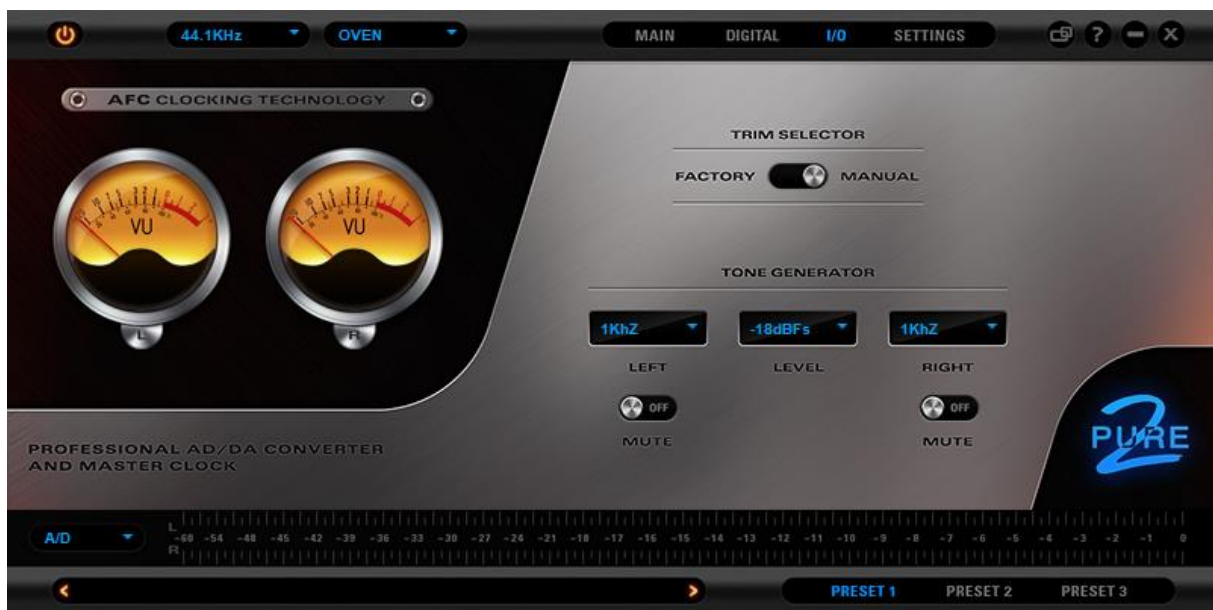 44.1KHz OVEN MAIN DIGITAL I/O SETTINGS ?
AFC CLOCKING TECHNOLOGY
VU VU
L R
TRIM SELECTOR
FACTORY MANUAL
TONE GENERATOR
1KhZ -18dBFs 1KhZ
LEFT LEVEL RIGHT
OFF OFF
MUTE MUTE
PROFESSIONAL AD/DA CONVERTER
AND MASTER CLOCK
PURE 2
A/D
L
-60 -54 -48 -45 -42 -39 -36 -33 -30 -27 -24 -21 -18 -17 -16 -15 -14 -13 -12 -11 -10 -9 -8 -7 -6 -5 -4 -3 -2 -1 0
R
PRESET 1 PRESET 2 PRESET 3